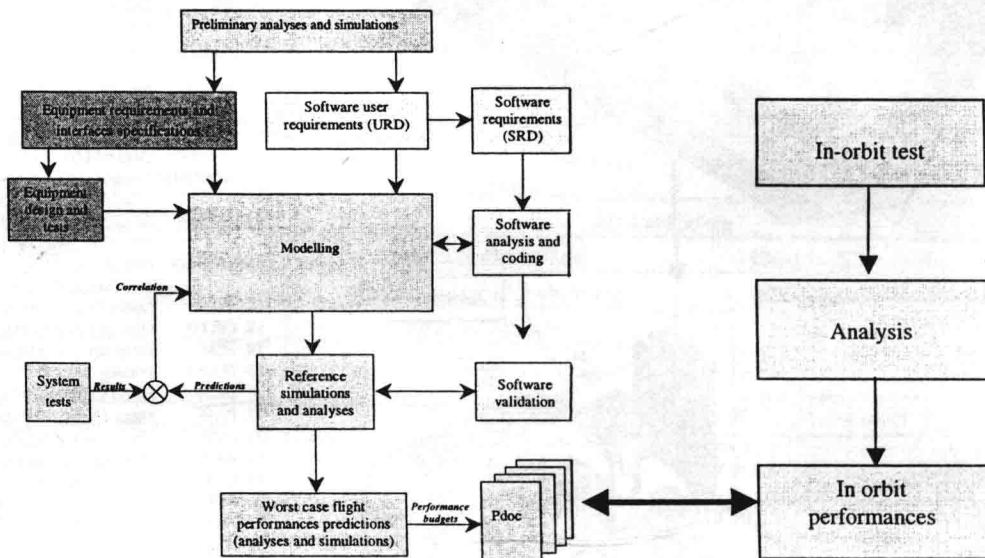 Preliminary analyses and simulations
Equipment requirements and
interfaces specifications
Software user
requirements (URD)
Software
requirements
(SRD)
In-orbit test
Equipment
design and
tests
Modelling
Software
analysis and
coding
Correlation
Analysis
System
tests
Results
Predictions
Reference
simulations
and analyses
Software
validation
Worst case flight
performances predictions
(analyses and simulations)
Performance
budgets
Pdoc
In orbit
performances